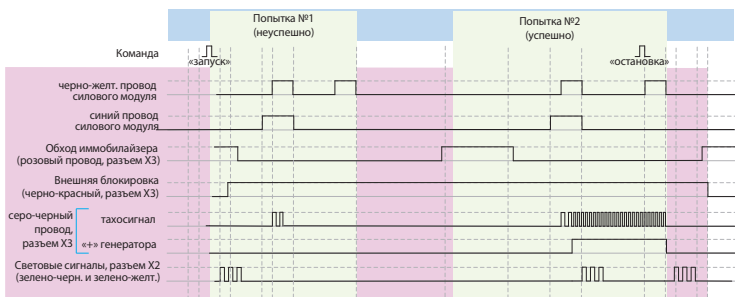 Попытка №1
(неуспешно)
Попытка №2
(успешно)
Команда
«запуск»
«остановка»
черно-желт. провод
силового модуля
синий провод
силового модуля
Обход иммобилайзера
(розовый провод, разъем X3)
Внешняя блокировка
(черно-красный, разъем X3)
серо-черный
провод,
разъем X3
тахосигнал
«+» генератора
Световые сигналы, разъем X2
(зелено-черн. и зелено-желт.)